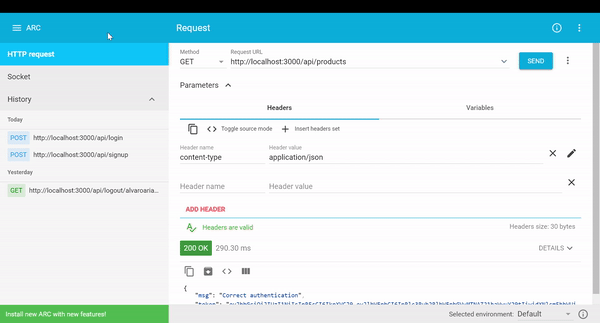 ARC
Request
HTTP request
Socket
History
Today
POST http://localhost:3000/api/login
POST http://localhost:3000/api/signup
Yesterday
GET http://localhost:3000/api/logout/alvaroaria...
Install new ARC with new features!
Method
GET
Request URL
http://localhost:3000/api/products
SEND
Parameters
Headers
Variables
Toggle source mode
Insert headers set
Header name
content-type
Header value
application/json
Header name
Header value
ADD HEADER
Headers are valid
Headers size: 30 bytes
200 OK
290.30 ms
DETAILS
{
"msg": "Correct authentication",
Selected environment: Default